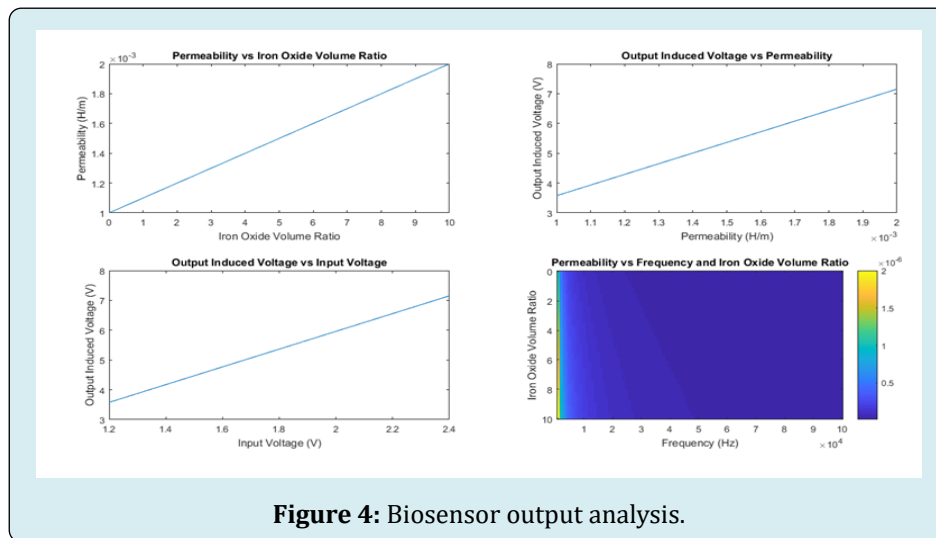 Permeability vs Iron Oxide Volume Ratio
×10⁻³
2
1.8
1.6
1.4
1.2
1
Permeability (H/m)
0 1 2 3 4 5 6 7 8 9 10
Iron Oxide Volume Ratio
Output Induced Voltage vs Permeability
8
7
6
5
4
3
Output Induced Voltage (V)
1 1.1 1.2 1.3 1.4 1.5 1.6 1.7 1.8 1.9 2
Permeability (H/m)
×10⁻³
Output Induced Voltage vs Input Voltage
8
7
6
5
4
3
Output Induced Voltage (V)
1.2 1.4 1.6 1.8 2 2.2 2.4
Input Voltage (V)
Permeability vs Frequency and Iron Oxide Volume Ratio
0
2
4
6
8
10
Iron Oxide Volume Ratio
1 2 3 4 5 6 7 8 9 10
Frequency (Hz)
×10⁴
×10⁻⁶
2
1.5
1
0.5
Figure 4: Biosensor output analysis.